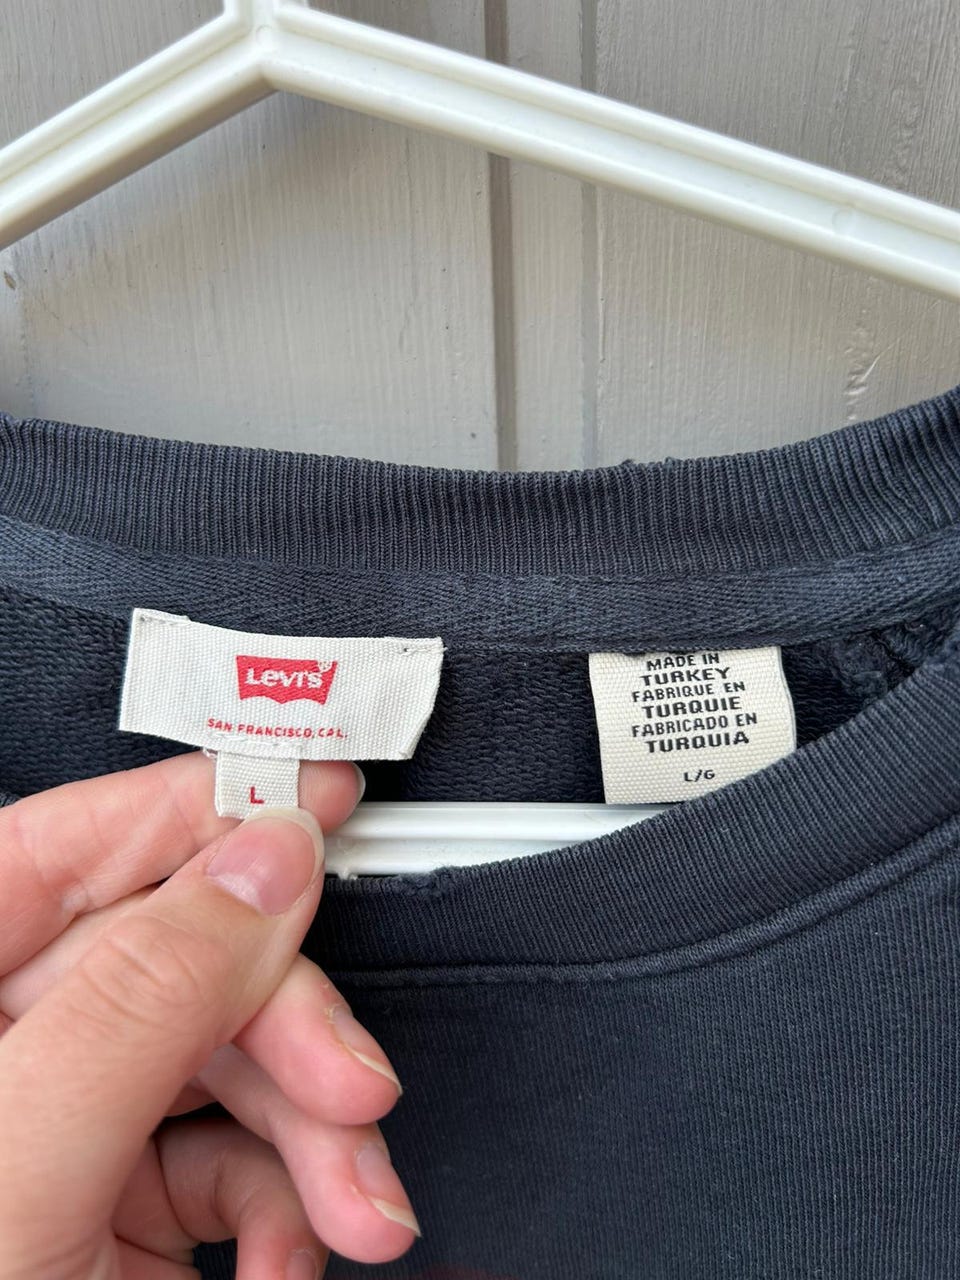 Levi's®
SAN FRANCISCO, CAL.
L
MADE IN
TURKEY
FABRIQUE EN
TURQUIE
FABRICADO EN
TURQUIA
L/G